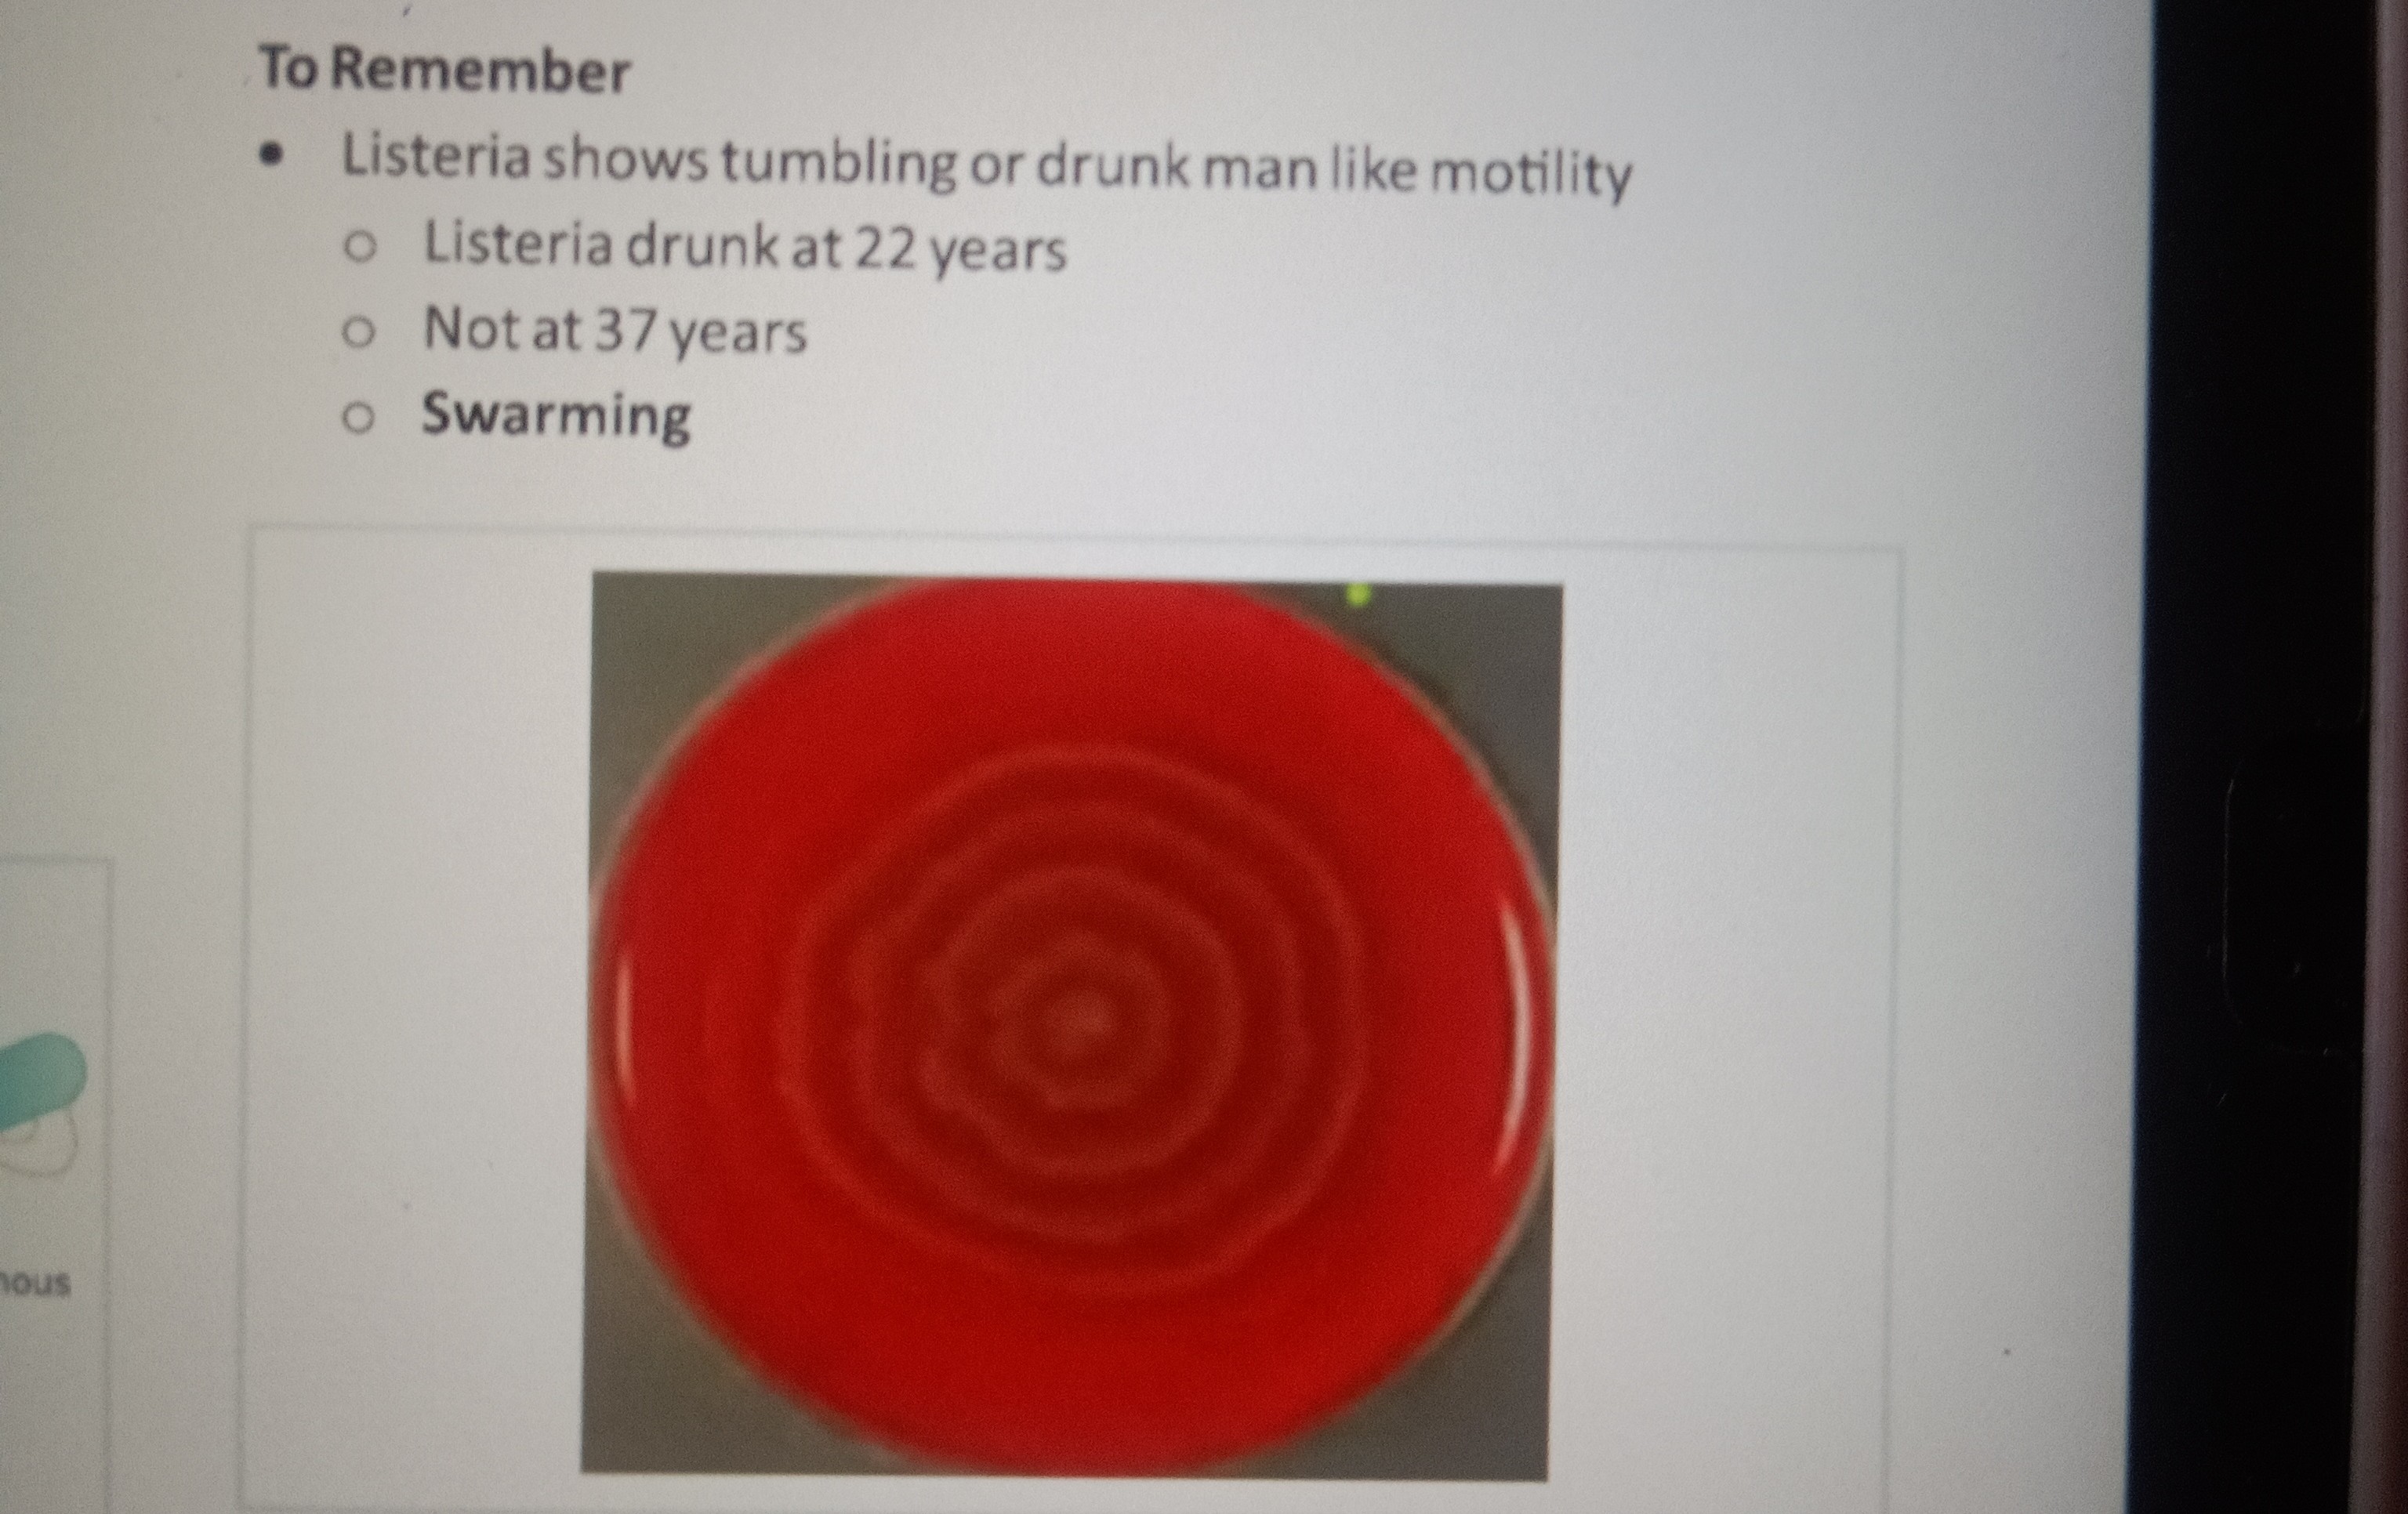 To Remember
• Listeria shows tumbling or drunk man like motility
○ Listeria drunk at 22 years
○ Not at 37 years
○ Swarming
nous